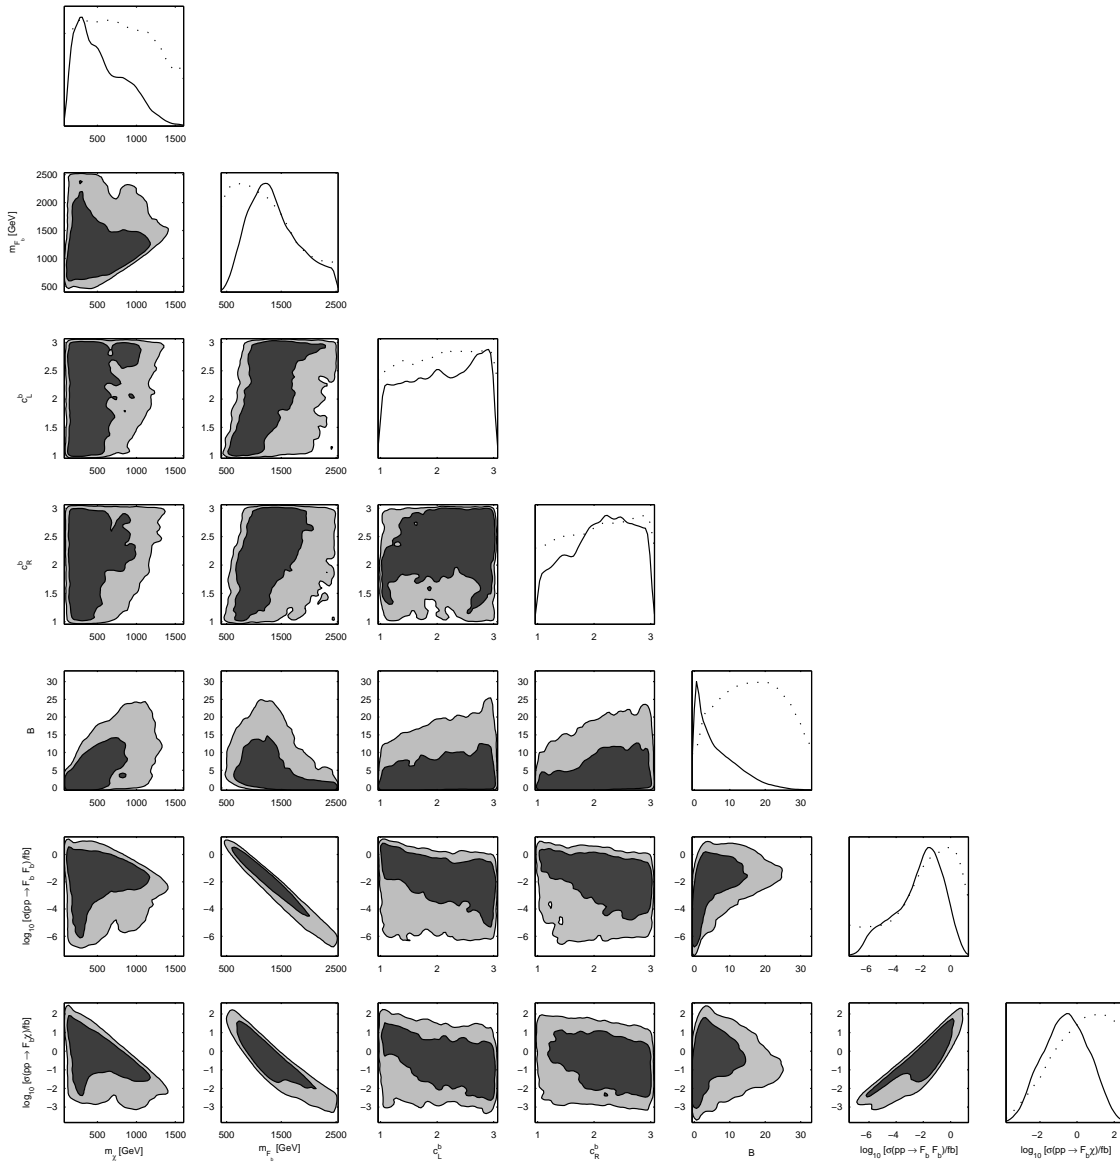 500 1000 1500
2500
2000
1500
1000
500
m_{F_b} [GeV]
500 1000 1500
500 1500 2500
3
2.5
2
1.5
1
c_L^b
500 1000 1500
500 1500 2500
1 2 3
3
2.5
2
1.5
1
c_R^b
500 1000 1500
500 1500 2500
1 2 3
1 2 3
30
25
20
15
10
5
0
B
500 1000 1500
500 1500 2500
1 2 3
1 2 3
0 10 20 30
0
−2
−4
−6
log_{10} [σ(pp → F_b F_b)/fb]
500 1000 1500
500 1500 2500
1 2 3
1 2 3
0 10 20 30
−6 −4 −2 0
2
1
0
−1
−2
−3
log_{10} [σ(pp → F_b χ)/fb]
500 1000 1500
500 1500 2500
1 2 3
1 2 3
0 10 20 30
−6 −4 −2 0
−2 0 2
m_χ [GeV]
m_{F_b} [GeV]
c_L^b
c_R^b
B
log_{10} [σ(pp → F_b F_b)/fb]
log_{10} [σ(pp → F_b χ)/fb]